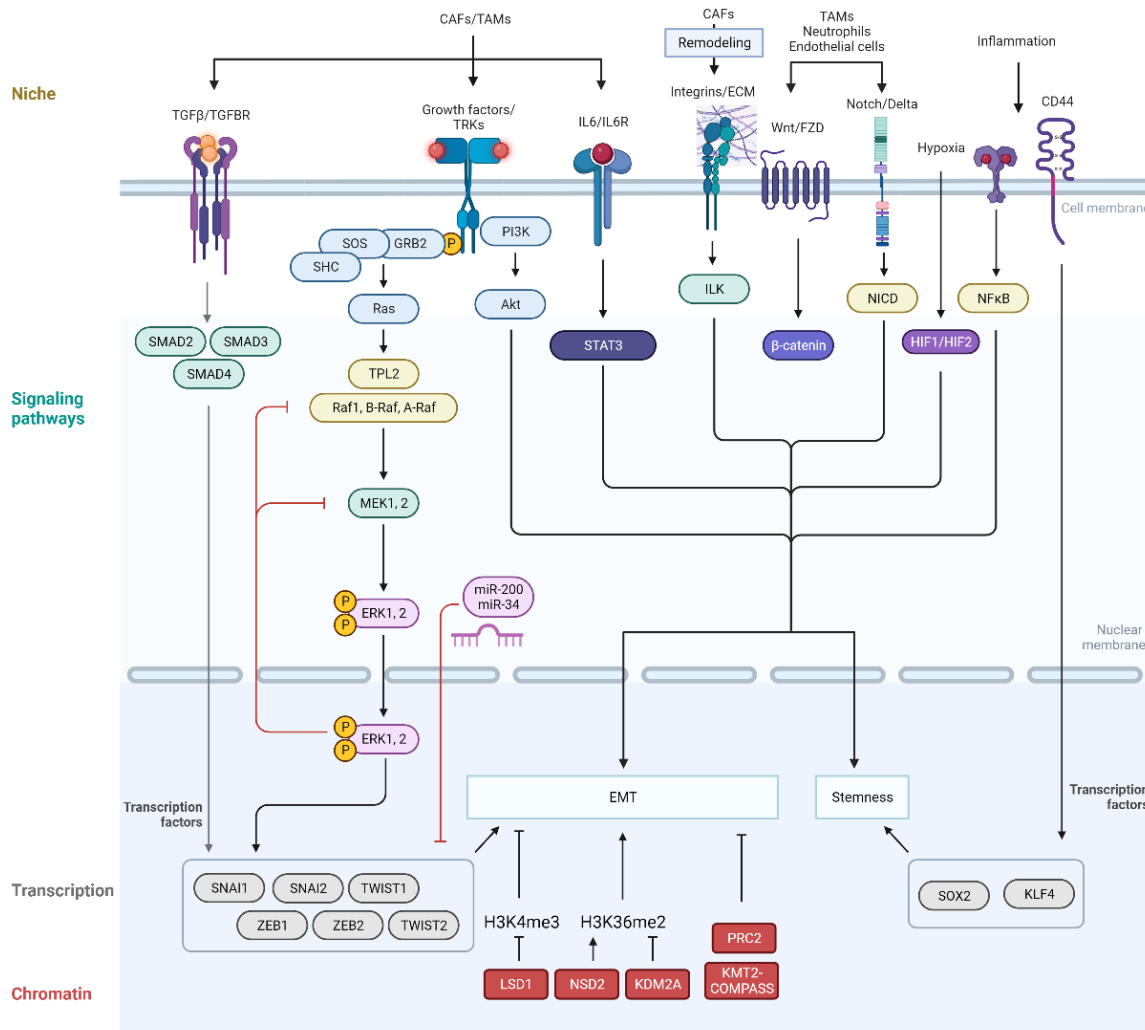 CAFs/TAMs
CAFs
Remodeling
TAMs
Neutrophils
Endothelial cells
Inflammation
Niche
TGFβ/TGFBR
Growth factors/
TRKs
IL6/IL6R
Integrins/ECM
Wnt/FZD
Notch/Delta
Hypoxia
CD44
Cell membrane
SOS
GRB2
P
SHC
PI3K
Ras
Akt
ILK
NICD
NFκB
SMAD2
SMAD3
SMAD4
STAT3
β-catenin
HIF1/HIF2
TPL2
Raf1, B-Raf, A-Raf
Signaling
pathways
MEK1, 2
P
P
ERK1, 2
miR-200
miR-34
Nuclear
membrane
P
P
ERK1, 2
EMT
Stemness
Transcription
factors
Transcription
factors
Transcription
SNAI1
SNAI2
TWIST1
ZEB1
ZEB2
TWIST2
SOX2
KLF4
H3K4me3
H3K36me2
PRC2
LSD1
NSD2
KDM2A
KMT2-
COMPASS
Chromatin